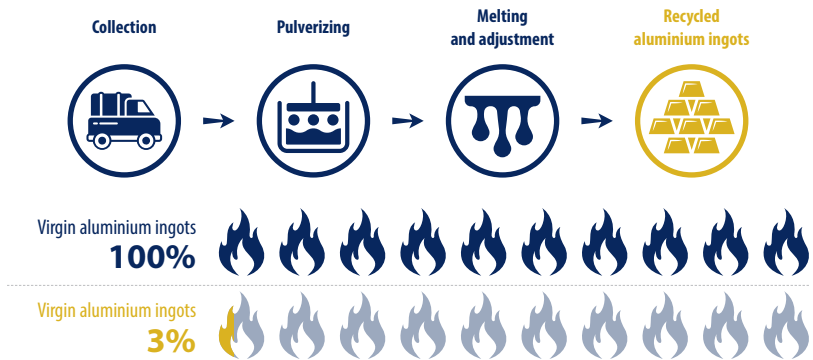 Collection
Pulverizing
Melting
and adjustment
Recycled
aluminium ingots
Virgin aluminium ingots
100%
Virgin aluminium ingots
3%